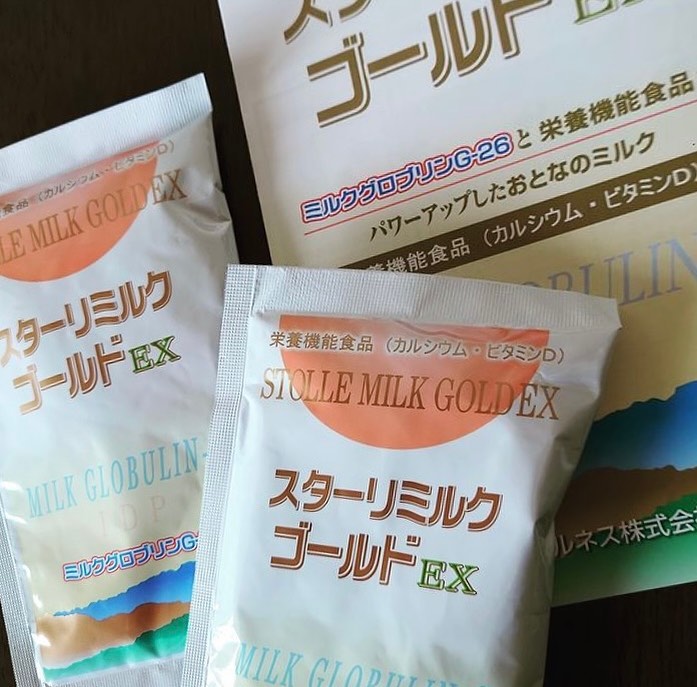 ゴールド
ミルクグロブリンG-26と栄養機能食品
パワーアップしたおとなのミルク
養機能食品（カルシウム・ビタミンD）
OBULIN
ルネス株式会
食品（カルシウム・ビタミンD）
LLE MILK GOLD EX
スターリミルク
ゴールドEX
MILK GLOBULIN-
IDP
ミルクグロブリンG-
栄養機能食品（カルシウム・ビタミンD）
STOLLE MILK GOLD EX
スターリミルク
ゴールドEX
MILK GLOBULIN